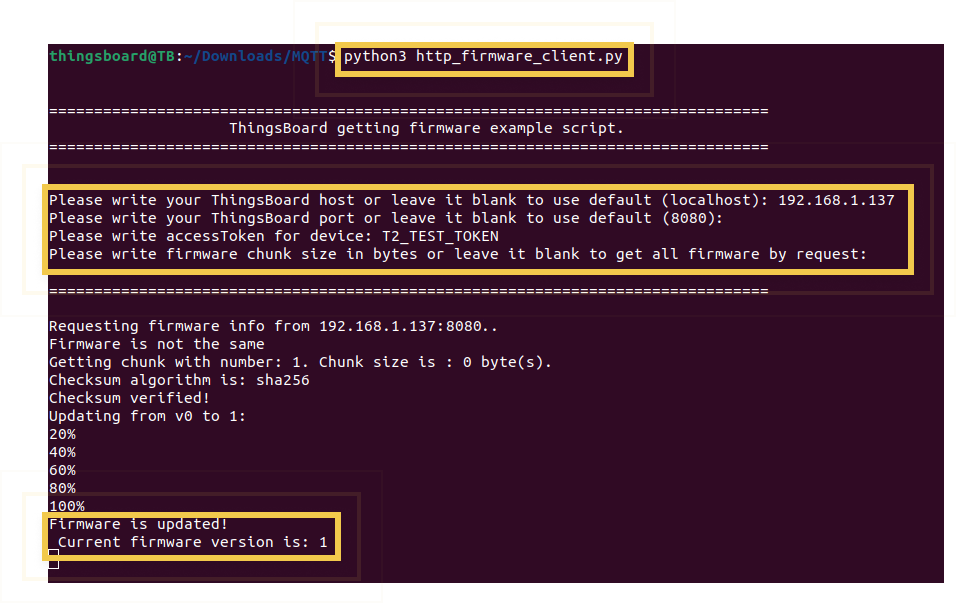 thingsboard@TB:~/Downloads/MQTT$ python3 http_firmware_client.py
================================================================================
ThingsBoard getting firmware example script.
================================================================================
Please write your ThingsBoard host or leave it blank to use default (localhost): 192.168.1.137
Please write your ThingsBoard port or leave it blank to use default (8080):
Please write accessToken for device: T2_TEST_TOKEN
Please write firmware chunk size in bytes or leave it blank to get all firmware by request:
================================================================================
Requesting firmware info from 192.168.1.137:8080..
Firmware is not the same
Getting chunk with number: 1. Chunk size is : 0 byte(s).
Checksum algorithm is: sha256
Checksum verified!
Updating from v0 to 1:
20%
40%
60%
80%
100%
Firmware is updated!
Current firmware version is: 1